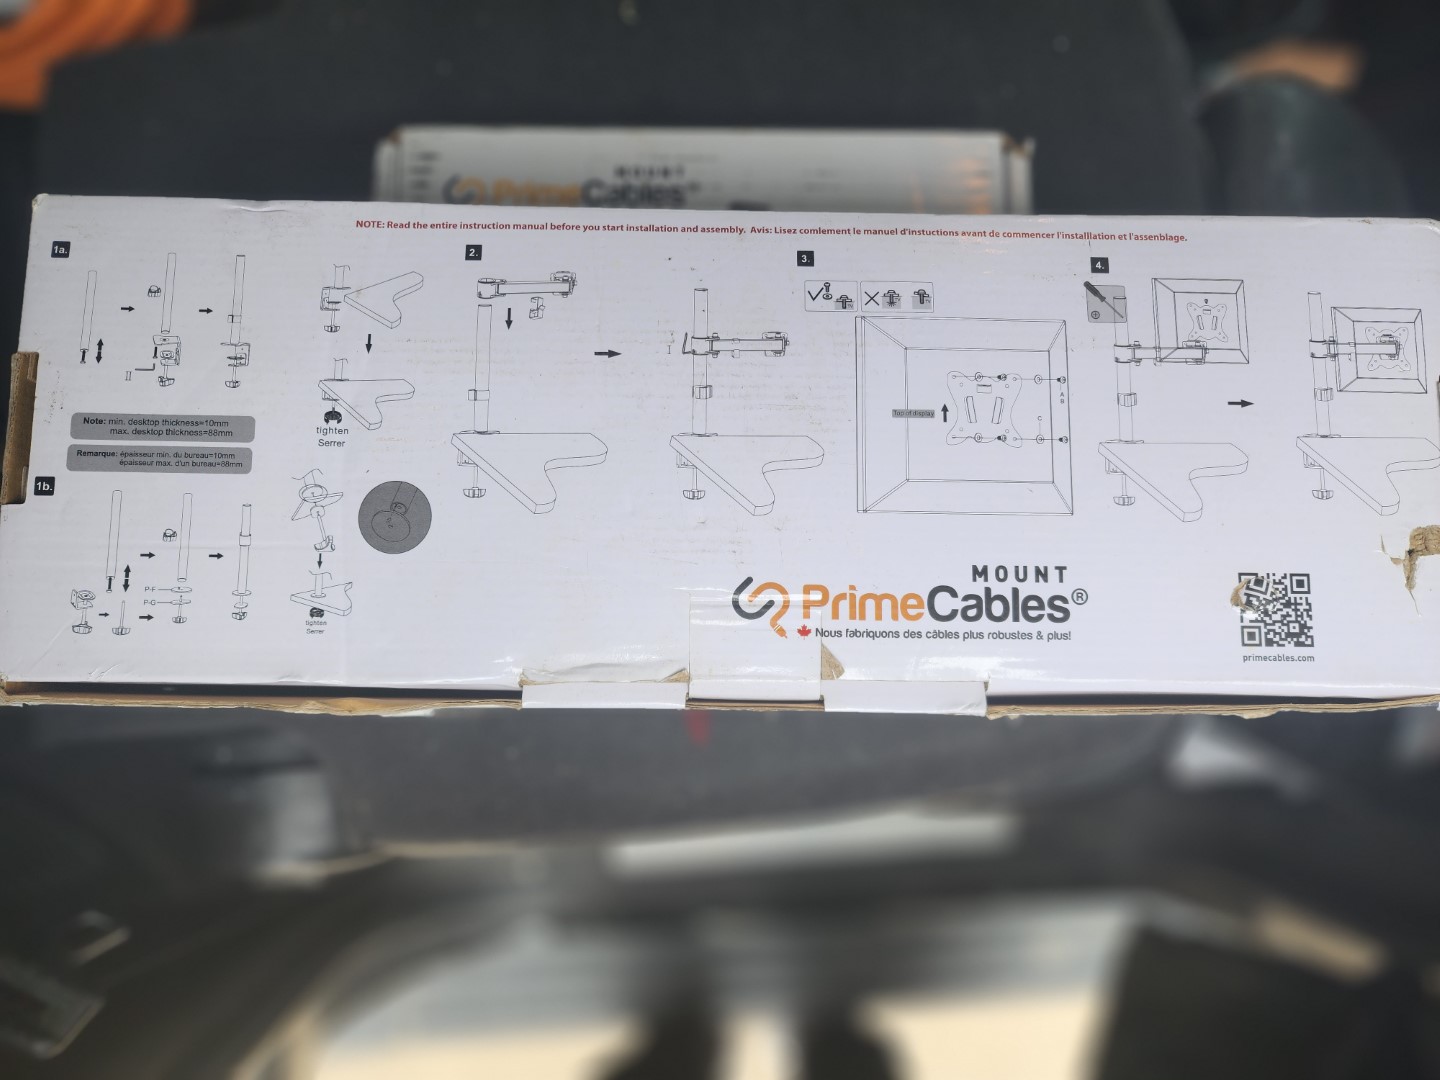 MOUNT
PrimeCables®
NOTE: Read the entire instruction manual before you start installation and assembly. Avis: Lisez comlement le manuel d'instuctions avant de commencer l'installlation et l'assenblage.
1a.
2.
3.
4.
Note: min. desktop thickness=10mm
max. desktop thickness=88mm
Remarque: épaisseur min. du bureau=10mm
épaisseur max. d'un bureau=88mm
tighten
Serrer
Top of display
A
B
C
1b.
P-F
P-G
tighten
Serrer
MOUNT
PrimeCables®
Nous fabriquons des câbles plus robustes & plus!
primecables.com